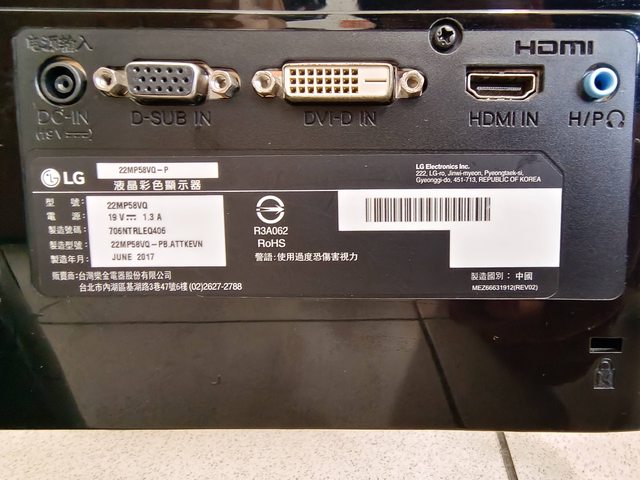 電源輸入
HDMI
DC-IN
(19V⎓)
D-SUB IN
DVI-D IN
HDMI IN
H/P
LG
22MP58VQ-P
液晶彩色顯示器
LG Electronics Inc.
222, LG-ro, Jinwi-myeon, Pyeongtaek-si,
Gyeonggi-do, 451-713, REPUBLIC OF KOREA
型 號: 22MP58VQ
電 源: 19 V⎓ 1.3 A
製造號碼: 706NTRLEQ406
製造型號: 22MP58VQ-PB.ATTKEVN
製造年月: JUNE 2017
R3A062
RoHS
警語:使用過度恐傷害視力
製造國別: 中國
MEZ66631912(REV02)
販賣商:台灣樂金電器股份有限公司
台北市內湖區基湖路3巷47號6樓 (02)2627-2788